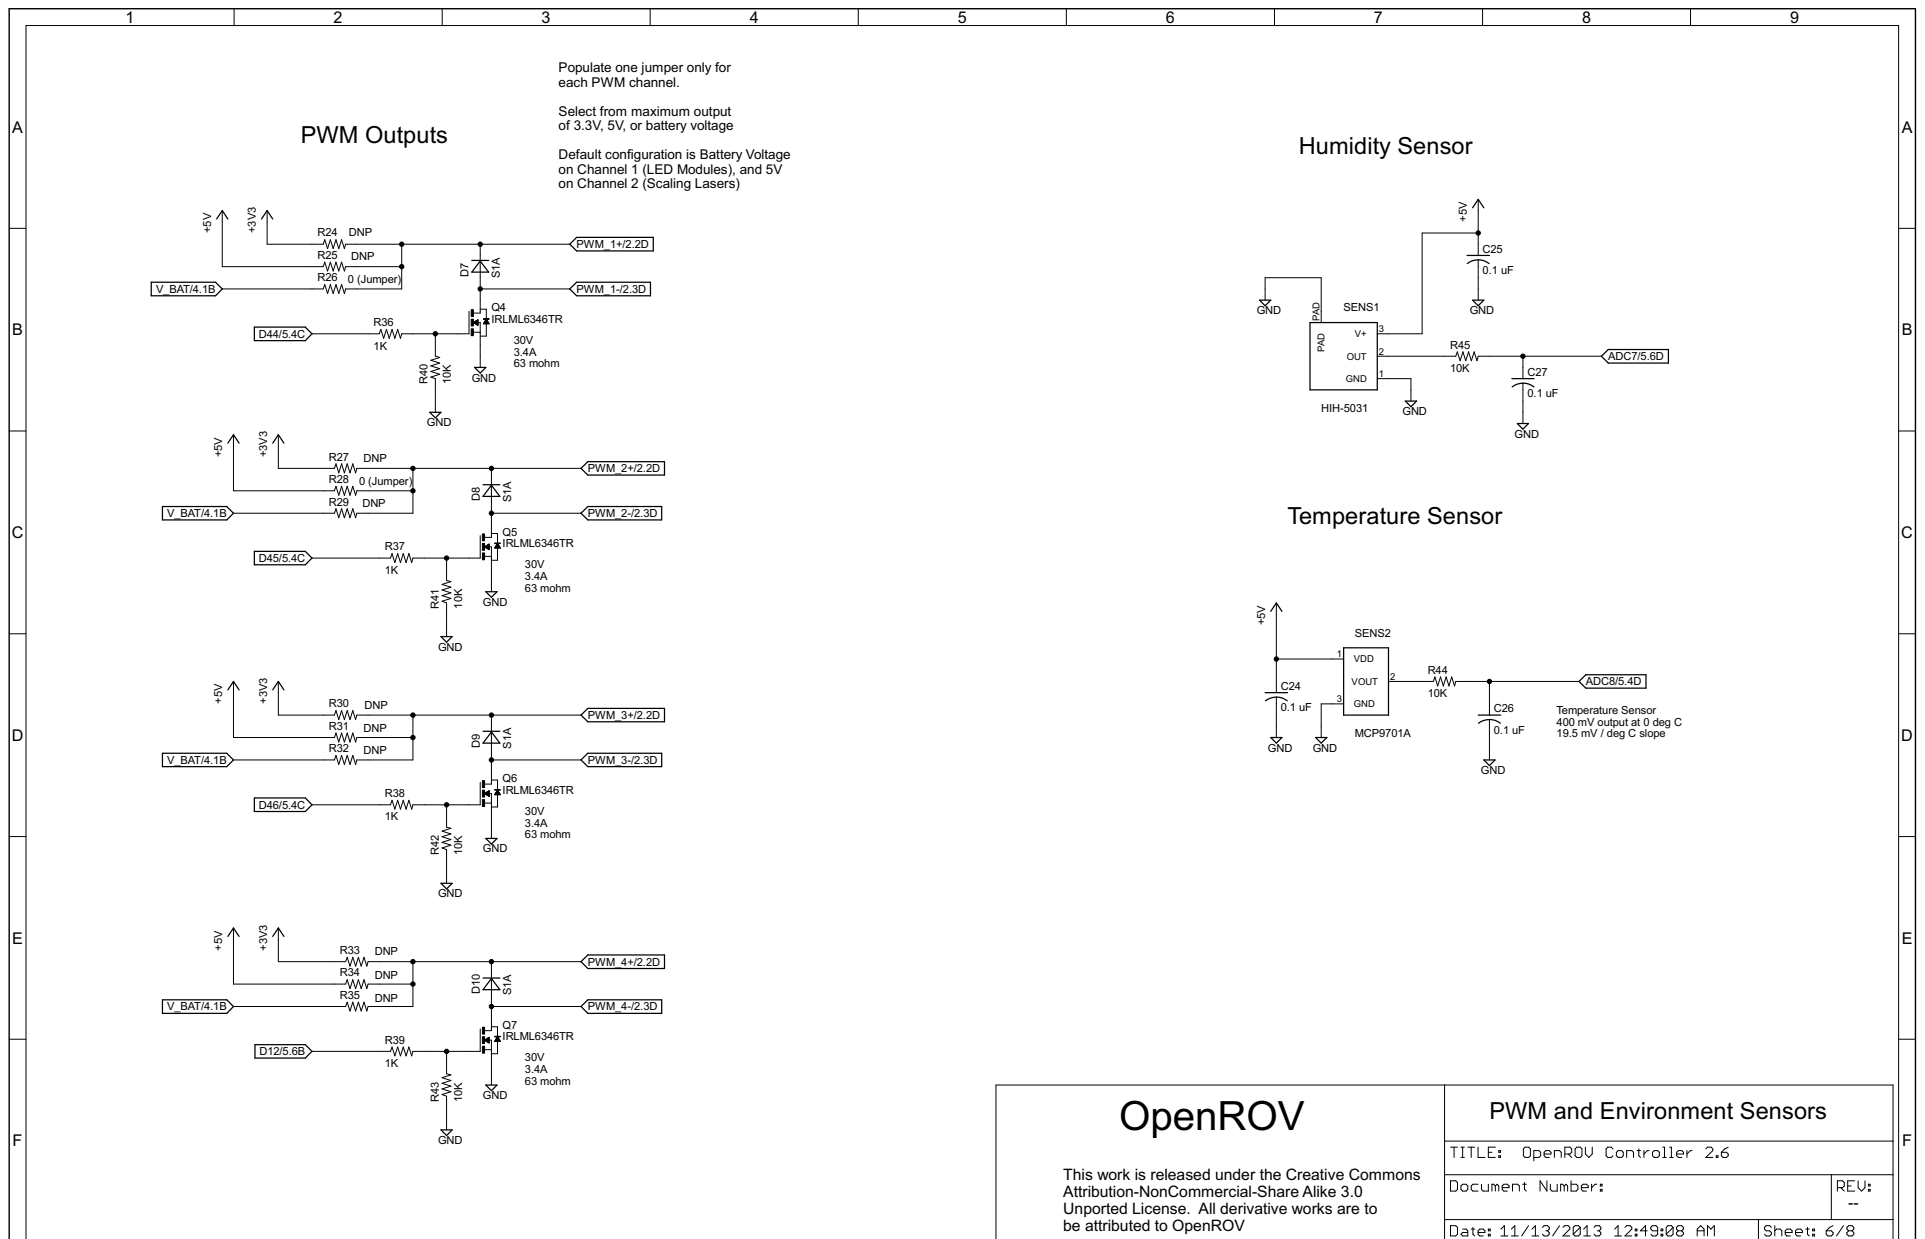 1 2 3 4 5 6 7 8 9
A
B
C
D
E
F
A
B
C
D
E
F
Populate one jumper only for
each PWM channel.
Select from maximum output
of 3.3V, 5V, or battery voltage
Default configuration is Battery Voltage
on Channel 1 (LED Modules), and 5V
on Channel 2 (Scaling Lasers)
PWM Outputs
+5V
+3V3
R24 DNP
R25 DNP
R26 0 (Jumper)
V_BAT/4.1B
PWM_1+/2.2D
D7
S1A
PWM_1-/2.3D
D44/5.4C
R36
1K
R40
10K
GND
Q4
IRLML6346TR
30V
3.4A
63 mohm
GND
+5V
+3V3
R27 DNP
R28 0 (Jumper)
R29 DNP
V_BAT/4.1B
PWM_2+/2.2D
D8
S1A
PWM_2-/2.3D
D45/5.4C
R37
1K
R41
10K
GND
Q5
IRLML6346TR
30V
3.4A
63 mohm
GND
+5V
+3V3
R30 DNP
R31 DNP
R32 DNP
V_BAT/4.1B
PWM_3+/2.2D
D9
S1A
PWM_3-/2.3D
D46/5.4C
R38
1K
R42
10K
GND
Q6
IRLML6346TR
30V
3.4A
63 mohm
GND
+5V
+3V3
R33 DNP
R34 DNP
R35 DNP
V_BAT/4.1B
PWM_4+/2.2D
D10
S1A
PWM_4-/2.3D
D12/5.6B
R39
1K
R43
10K
GND
Q7
IRLML6346TR
30V
3.4A
63 mohm
GND
Humidity Sensor
+5V
C25
0.1 uF
GND
GND
PAD
PAD
SENS1
V+ 3
OUT 2
GND 1
HIH-5031
GND
R45
10K
C27
0.1 uF
GND
ADC7/5.6D
Temperature Sensor
+5V
C24
0.1 uF
GND
SENS2
1 VDD
VOUT 2
3 GND
MCP9701A
GND
R44
10K
C26
0.1 uF
GND
ADC8/5.4D
Temperature Sensor
400 mV output at 0 deg C
19.5 mV / deg C slope
OpenROV
This work is released under the Creative Commons
Attribution-NonCommercial-Share Alike 3.0
Unported License. All derivative works are to
be attributed to OpenROV
PWM and Environment Sensors
TITLE: OpenROV Controller 2.6
Document Number:
REV:
--
Date: 11/13/2013 12:49:08 AM
Sheet: 6/8